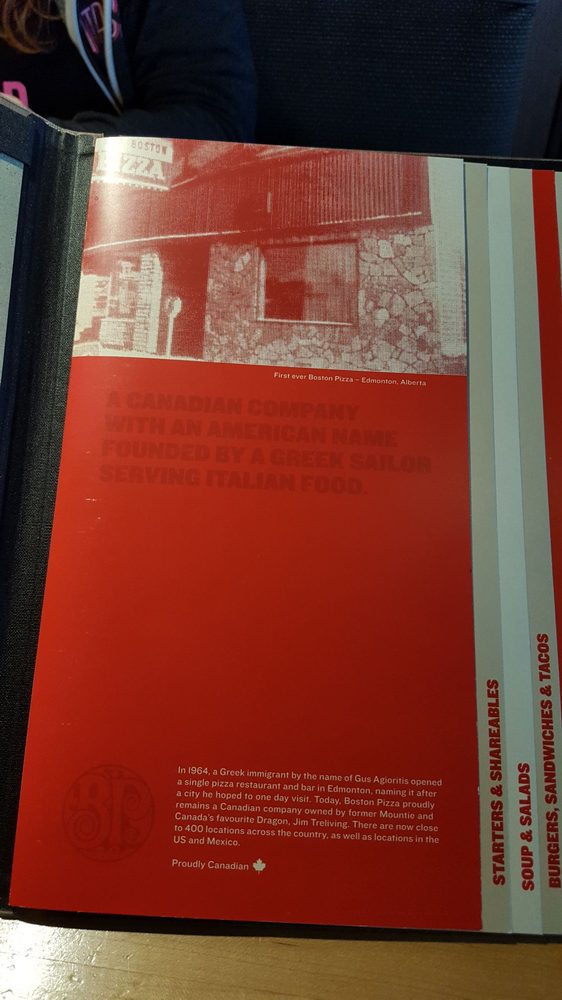 BOSTON
PIZZA
First ever Boston Pizza – Edmonton, Alberta
A CANADIAN COMPANY
WITH AN AMERICAN NAME
FOUNDED BY A GREEK SAILOR
SERVING ITALIAN FOOD.
In 1964, a Greek immigrant by the name of Gus Agioritis opened
a single pizza restaurant and bar in Edmonton, naming it after
a city he hoped to one day visit. Today, Boston Pizza proudly
remains a Canadian company owned by former Mountie and
Canada's favourite Dragon, Jim Treliving. There are now close
to 400 locations across the country, as well as locations in the
US and Mexico.
Proudly Canadian
BP
STARTERS & SHAREABLES
SOUP & SALADS
BURGERS, SANDWICHES & TACOS